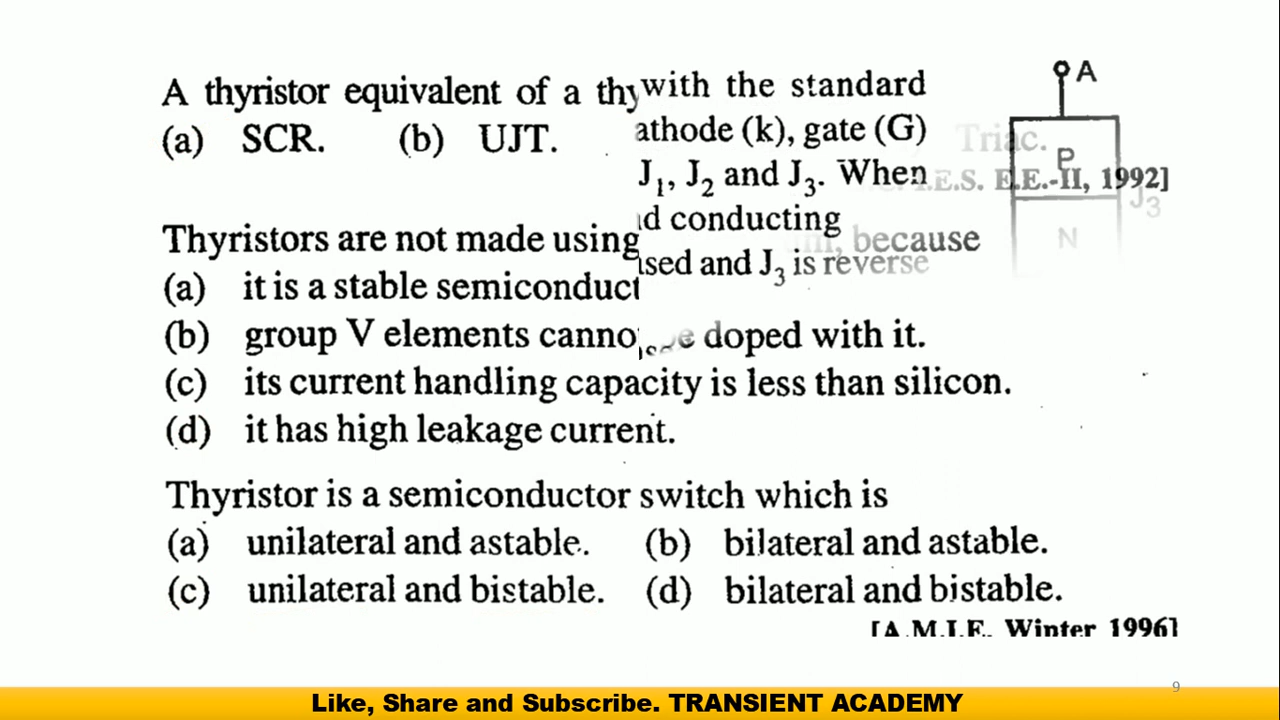 A thyristor equivalent of a thy
with the standard
A
(a) SCR. (b) UJT.
athode (k), gate (G)
Triac.
P
J1, J2 and J3. When
I.E.S. E.E.-II, 1992]
J3
d conducting
Thyristors are not made using
because
N
sed and J3 is reverse
(a) it is a stable semiconduct
(b) group V elements canno
doped with it.
(c) its current handling capacity is less than silicon.
(d) it has high leakage current.
Thyristor is a semiconductor switch which is
(a) unilateral and astable. (b) bilateral and astable.
(c) unilateral and bistable. (d) bilateral and bistable.
[A.M.I.E. Winter 1996]
9
Like, Share and Subscribe. TRANSIENT ACADEMY